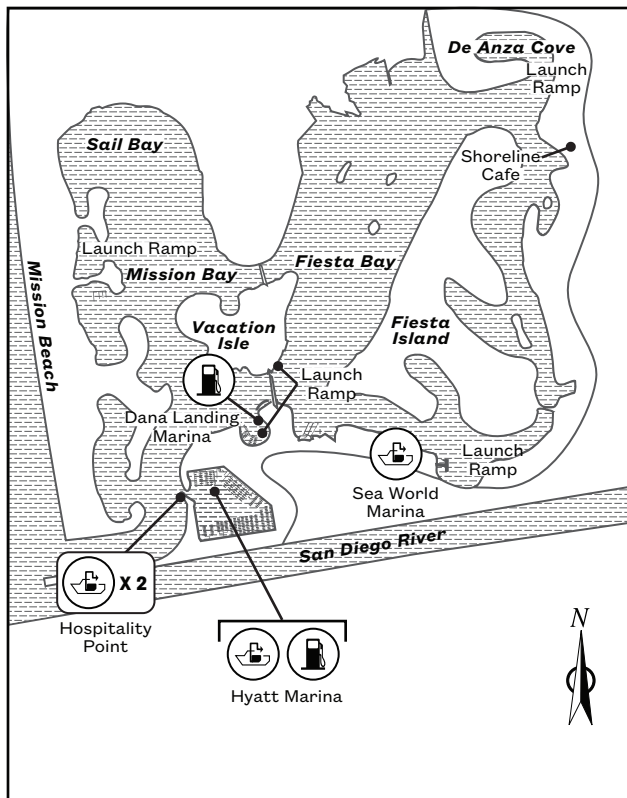 De Anza Cove
Launch
Ramp
Sail Bay
Shoreline
Cafe
Launch Ramp
Mission Bay
Fiesta Bay
Mission Beach
Vacation
Isle
Fiesta
Island
Launch
Ramp
Dana Landing
Marina
Launch
Ramp
Sea World
Marina
San Diego River
X 2
Hospitality
Point
Hyatt Marina
N